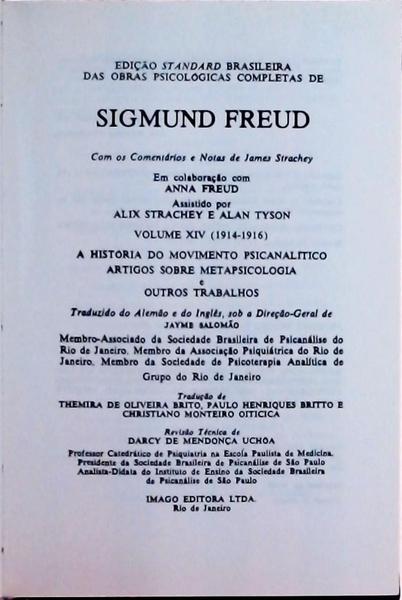 EDIÇÃO STANDARD BRASILEIRA
DAS OBRAS PSICOLÓGICAS COMPLETAS DE
SIGMUND FREUD
Com os Comentários e Notas de James Strachey
Em colaboração com
ANNA FREUD
Assistido por
ALIX STRACHEY E ALAN TYSON
VOLUME XIV (1914-1916)
A HISTORIA DO MOVIMENTO PSICANALÍTICO
ARTIGOS SOBRE METAPSICOLOGIA
e
OUTROS TRABALHOS
Traduzido do Alemão e do Inglês, sob a Direção-Geral de
JAYME SALOMÃO
Membro-Associado da Sociedade Brasileira de Psicanálise do
Rio de Janeiro. Membro da Associação Psiquiátrica do Rio de
Janeiro. Membro da Sociedade de Psicoterapia Analítica de
Grupo do Rio de Janeiro
Tradução de
THEMIRA DE OLIVEIRA BRITO, PAULO HENRIQUES BRITTO E
CHRISTIANO MONTEIRO OITICICA
Revisão Técnica de
DARCY DE MENDONÇA UCHOA
Professor Catedrático de Psiquiatria na Escola Paulista de Medicina.
Presidente da Sociedade Brasileira de Psicanálise de São Paulo
Analista-Didata do Instituto de Ensino da Sociedade Brasileira
de Psicanálise de São Paulo
IMAGO EDITORA LTDA.
Rio de Janeiro